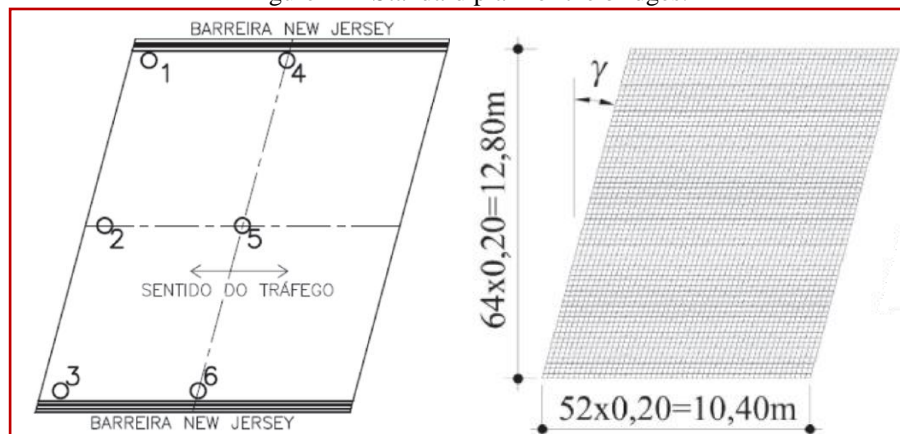 BARREIRA NEW JERSEY
1
4
2
5
SENTIDO DO TRÁFEGO
3
6
BARREIRA NEW JERSEY
γ
64x0,20=12,80m
52x0,20=10,40m